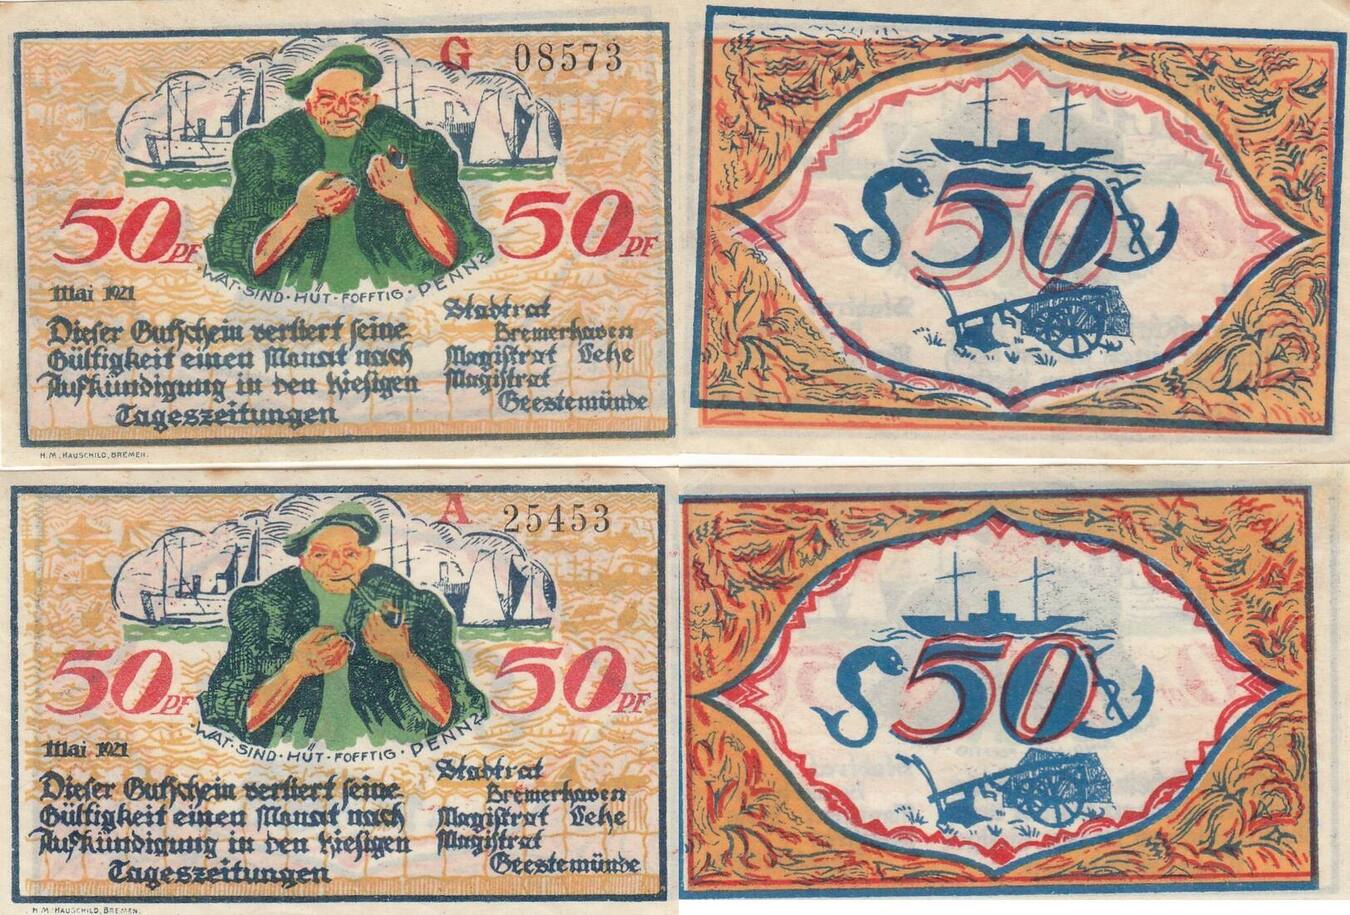 G 08573
50 PF
50 PF
WAT · SIND · HÜT · FOFFTIG · PENN?
Mai 1921
Dieser Gutschein verliert seine
Gültigkeit einen Monat nach
Aufkündigung in den hiesigen
Tageszeitungen
Stadtrat
Bremerhaven
Magistrat Lehe
Magistrat
Geestemünde
H.M. HAUSCHILD, BREMEN.
50
A 25453
50 PF
50 PF
WAT · SIND · HÜT · FOFFTIG · PENN?
Mai 1921
Dieser Gutschein verliert seine
Gültigkeit einen Monat nach
Aufkündigung in den hiesigen
Tageszeitungen
Stadtrat
Bremerhaven
Magistrat Lehe
Magistrat
Geestemünde
H.M. HAUSCHILD, BREMEN.
50